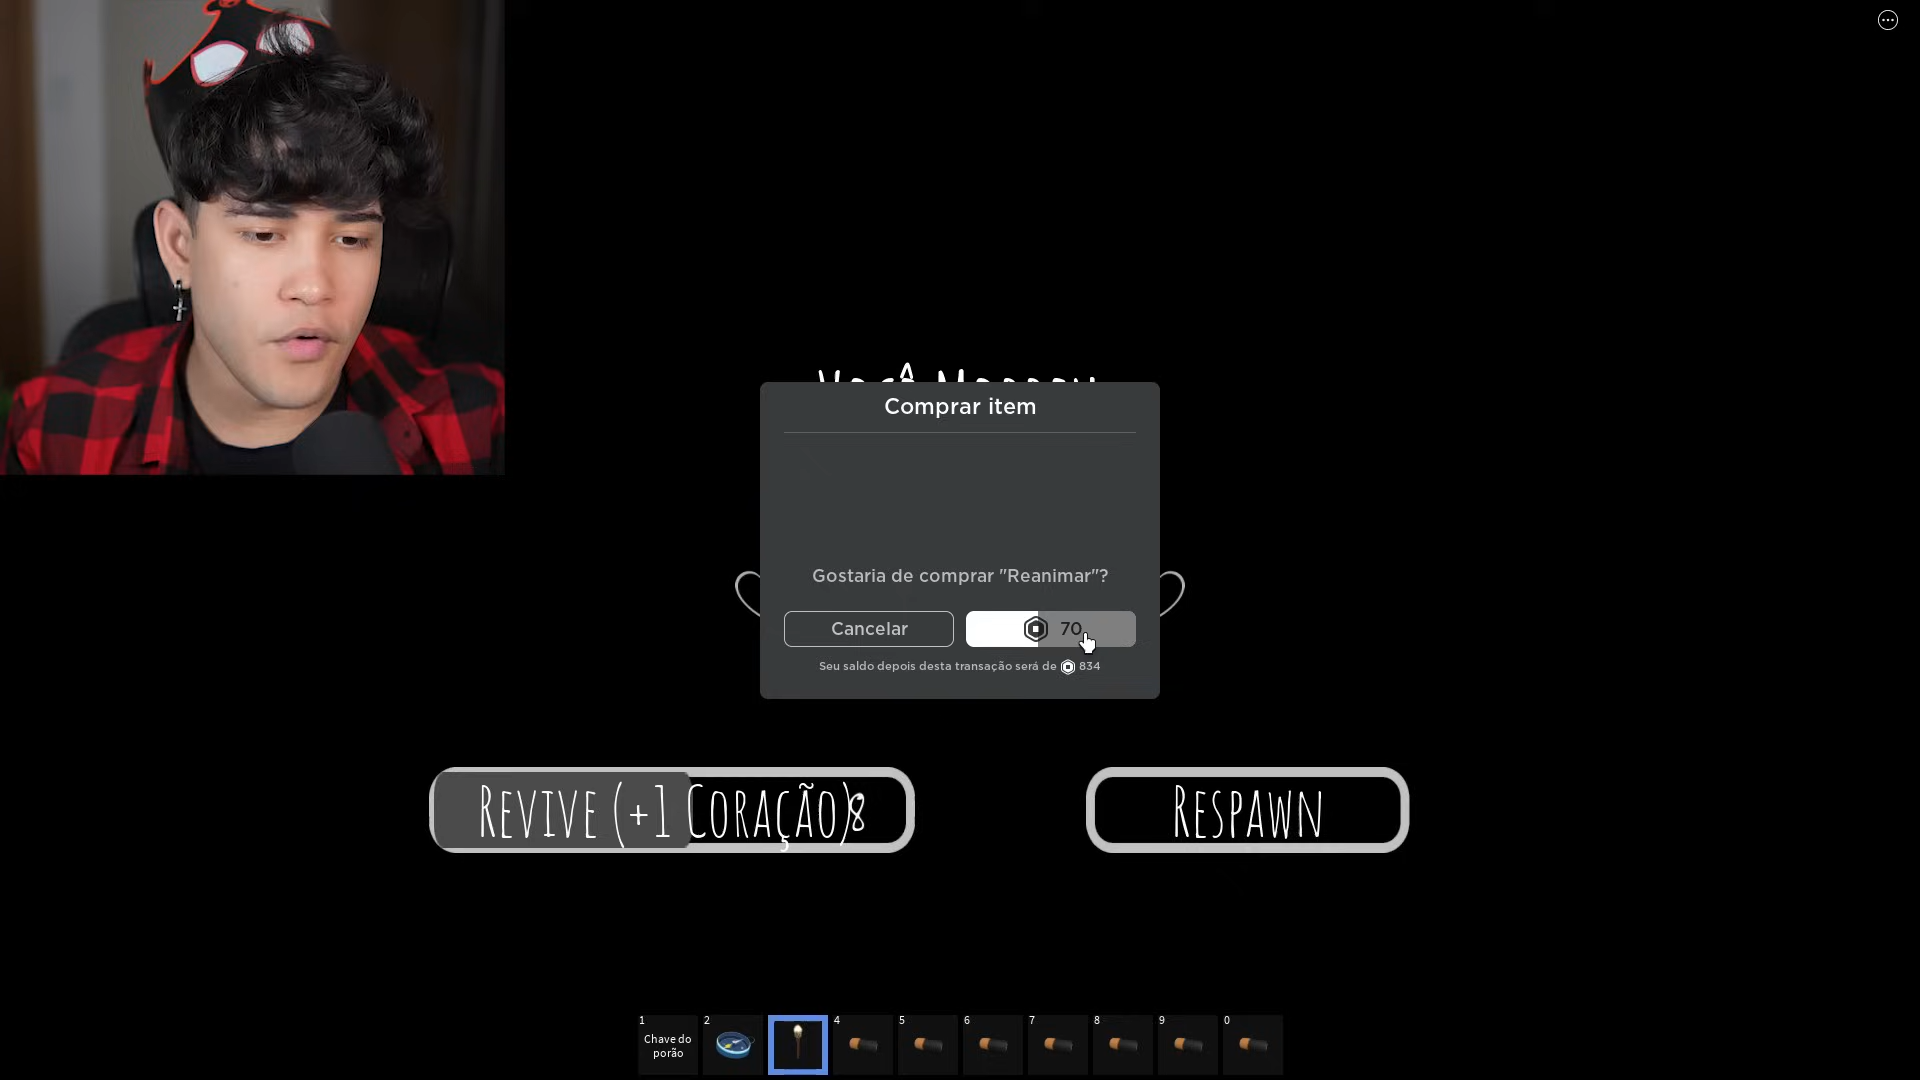 Comprar item
Gostaria de comprar "Reanimar"?
Cancelar
70
Seu saldo depois desta transação será de 834
Revive (+1 Coração)
8
Respawn
1
2
4
5
6
7
8
9
0
Chave do
porão